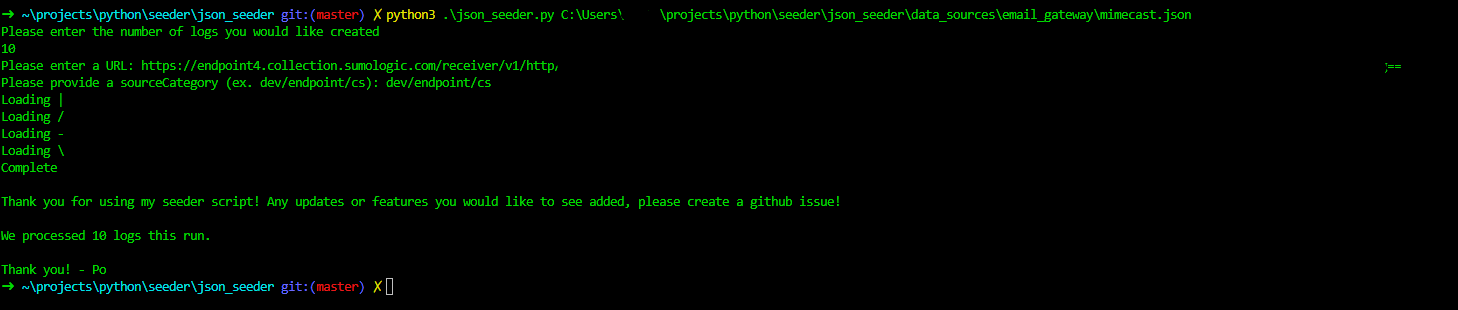 ➜ ~\projects\python\seeder\json_seeder git:(master) ✗ python3 .\json_seeder.py C:\Users\ \projects\python\seeder\json_seeder\data_sources\email_gateway\mimecast.json
Please enter the number of logs you would like created
10
Please enter a URL: https://endpoint4.collection.sumologic.com/receiver/v1/http/ ==
Please provide a sourceCategory (ex. dev/endpoint/cs): dev/endpoint/cs
Loading |
Loading /
Loading -
Loading \
Complete
Thank you for using my seeder script! Any updates or features you would like to see added, please create a github issue!
We processed 10 logs this run.
Thank you! - Po
➜ ~\projects\python\seeder\json_seeder git:(master) ✗